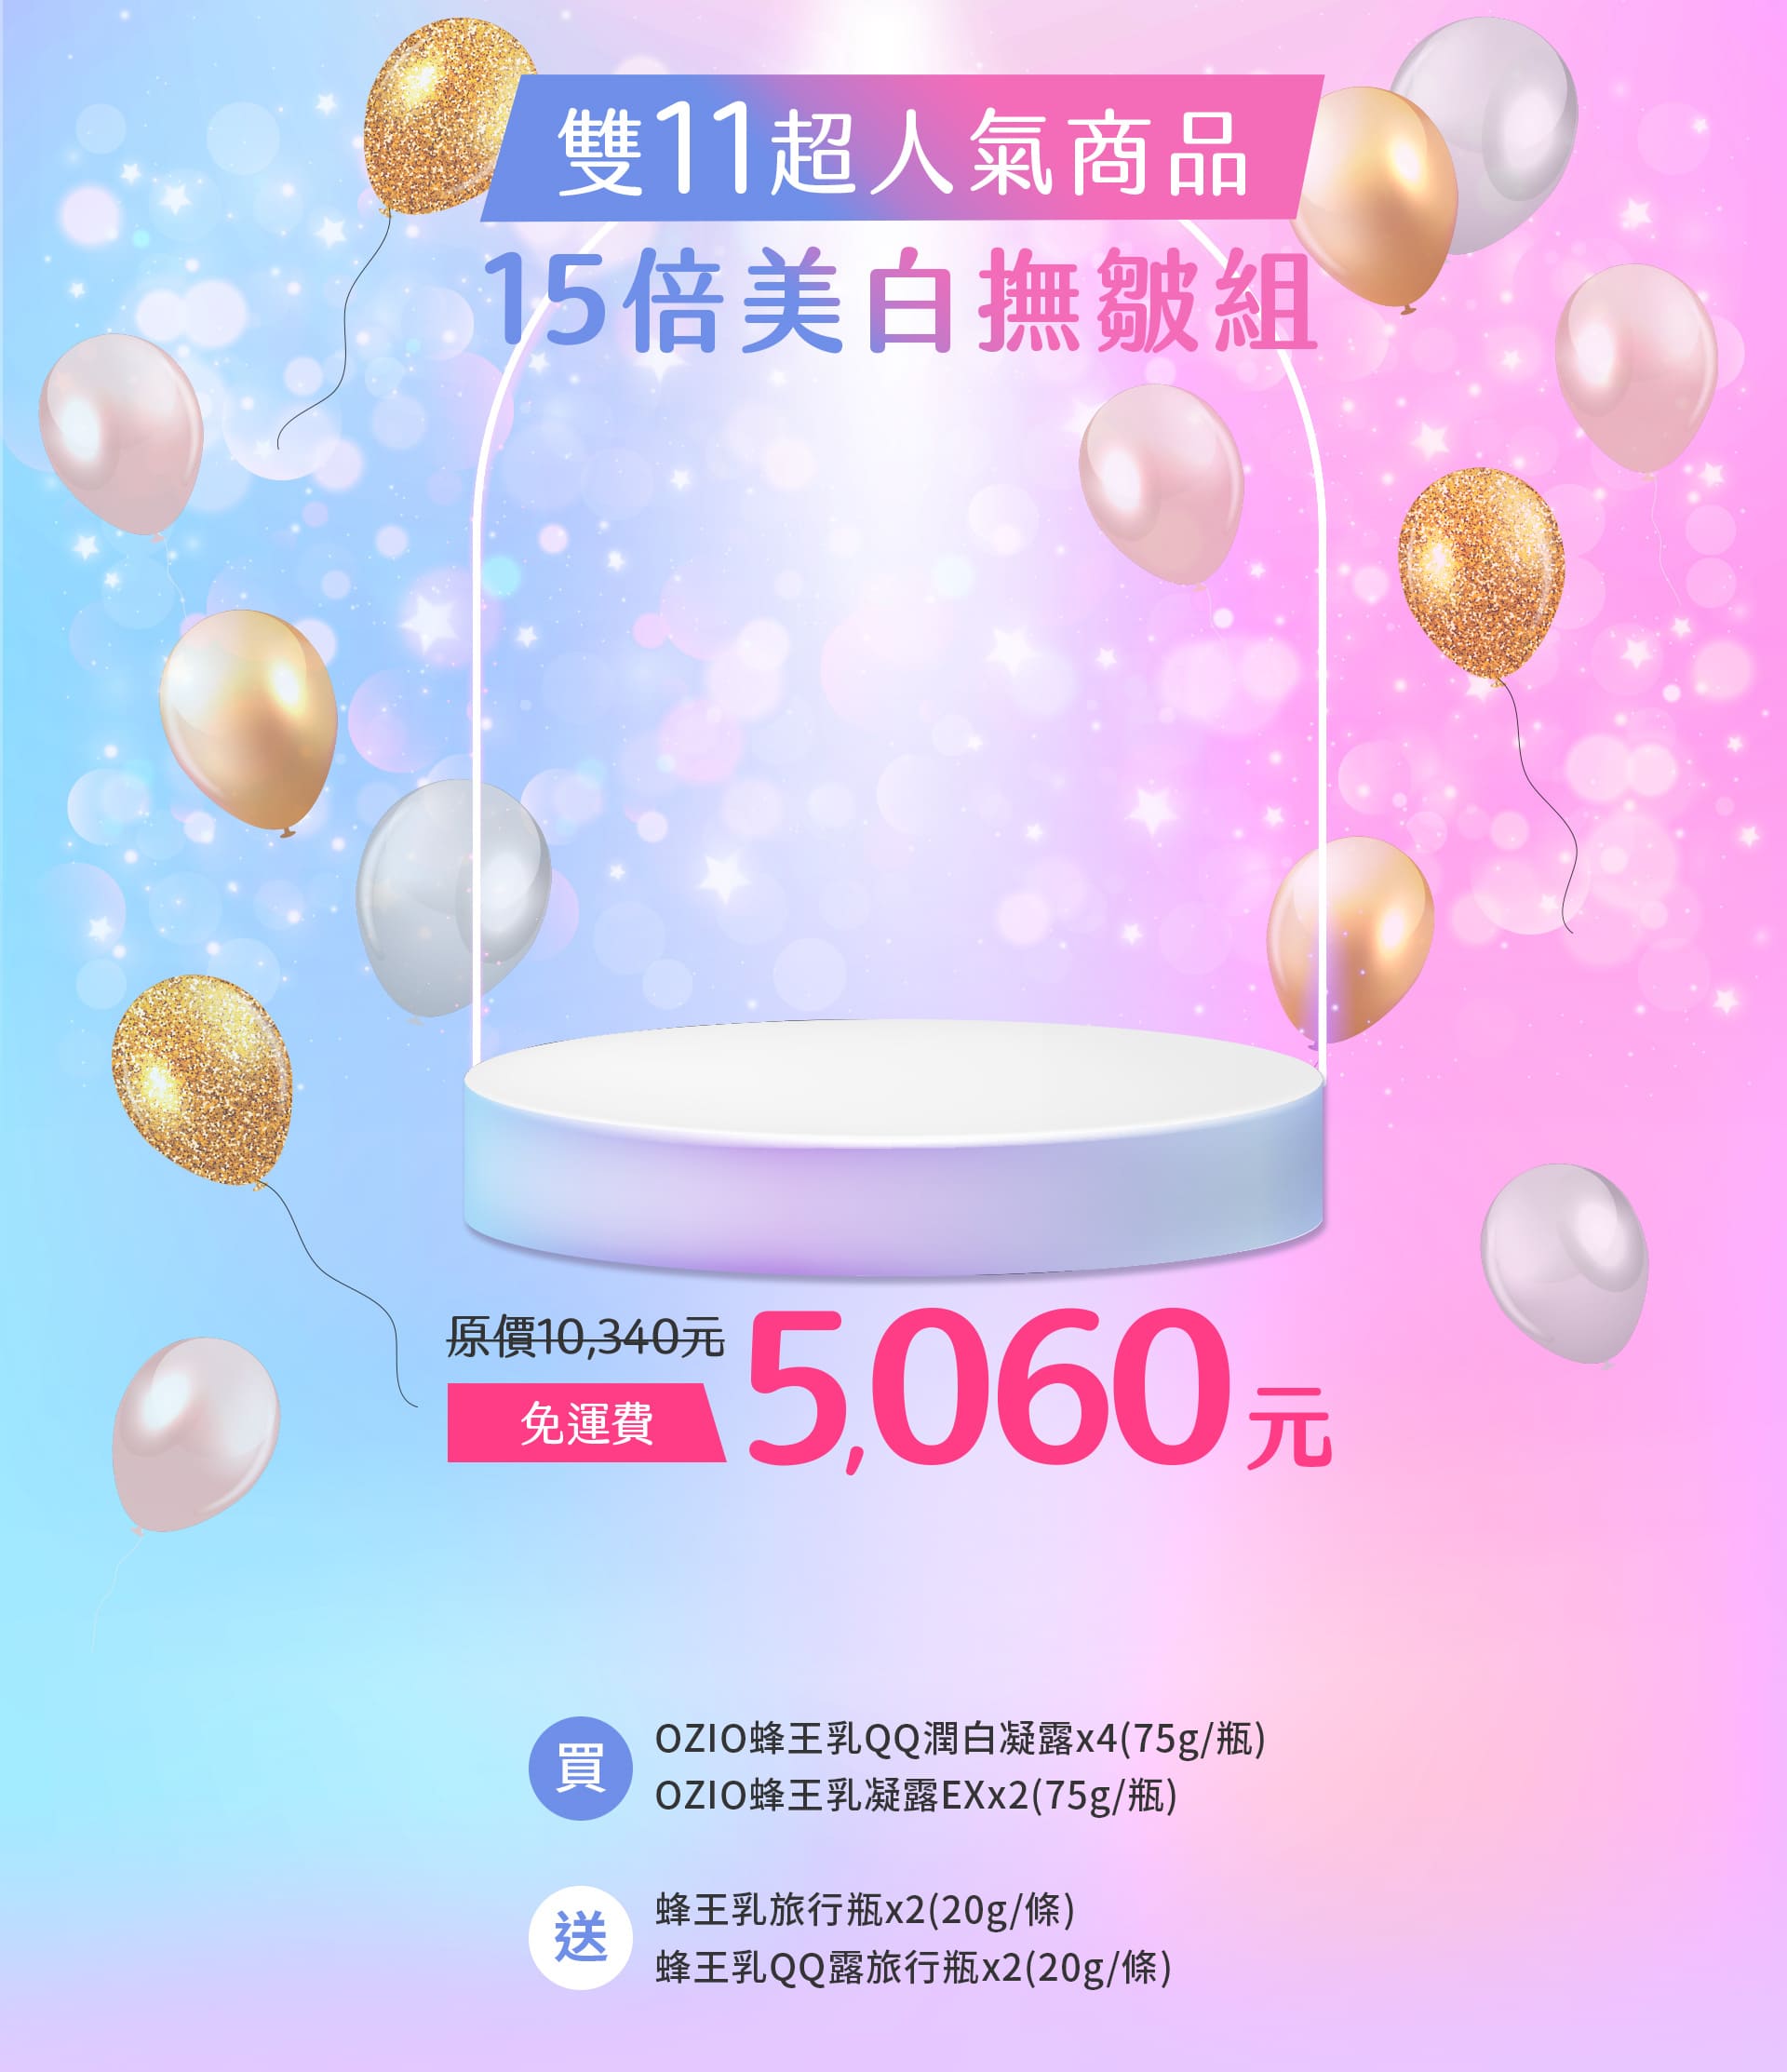 雙11超人氣商品
15倍美白撫皺組
原價10,340元
免運費
5,060元
買
OZIO蜂王乳QQ潤白凝露x4(75g/瓶)
OZIO蜂王乳凝露EXx2(75g/瓶)
送
蜂王乳旅行瓶x2(20g/條)
蜂王乳QQ露旅行瓶x2(20g/條)